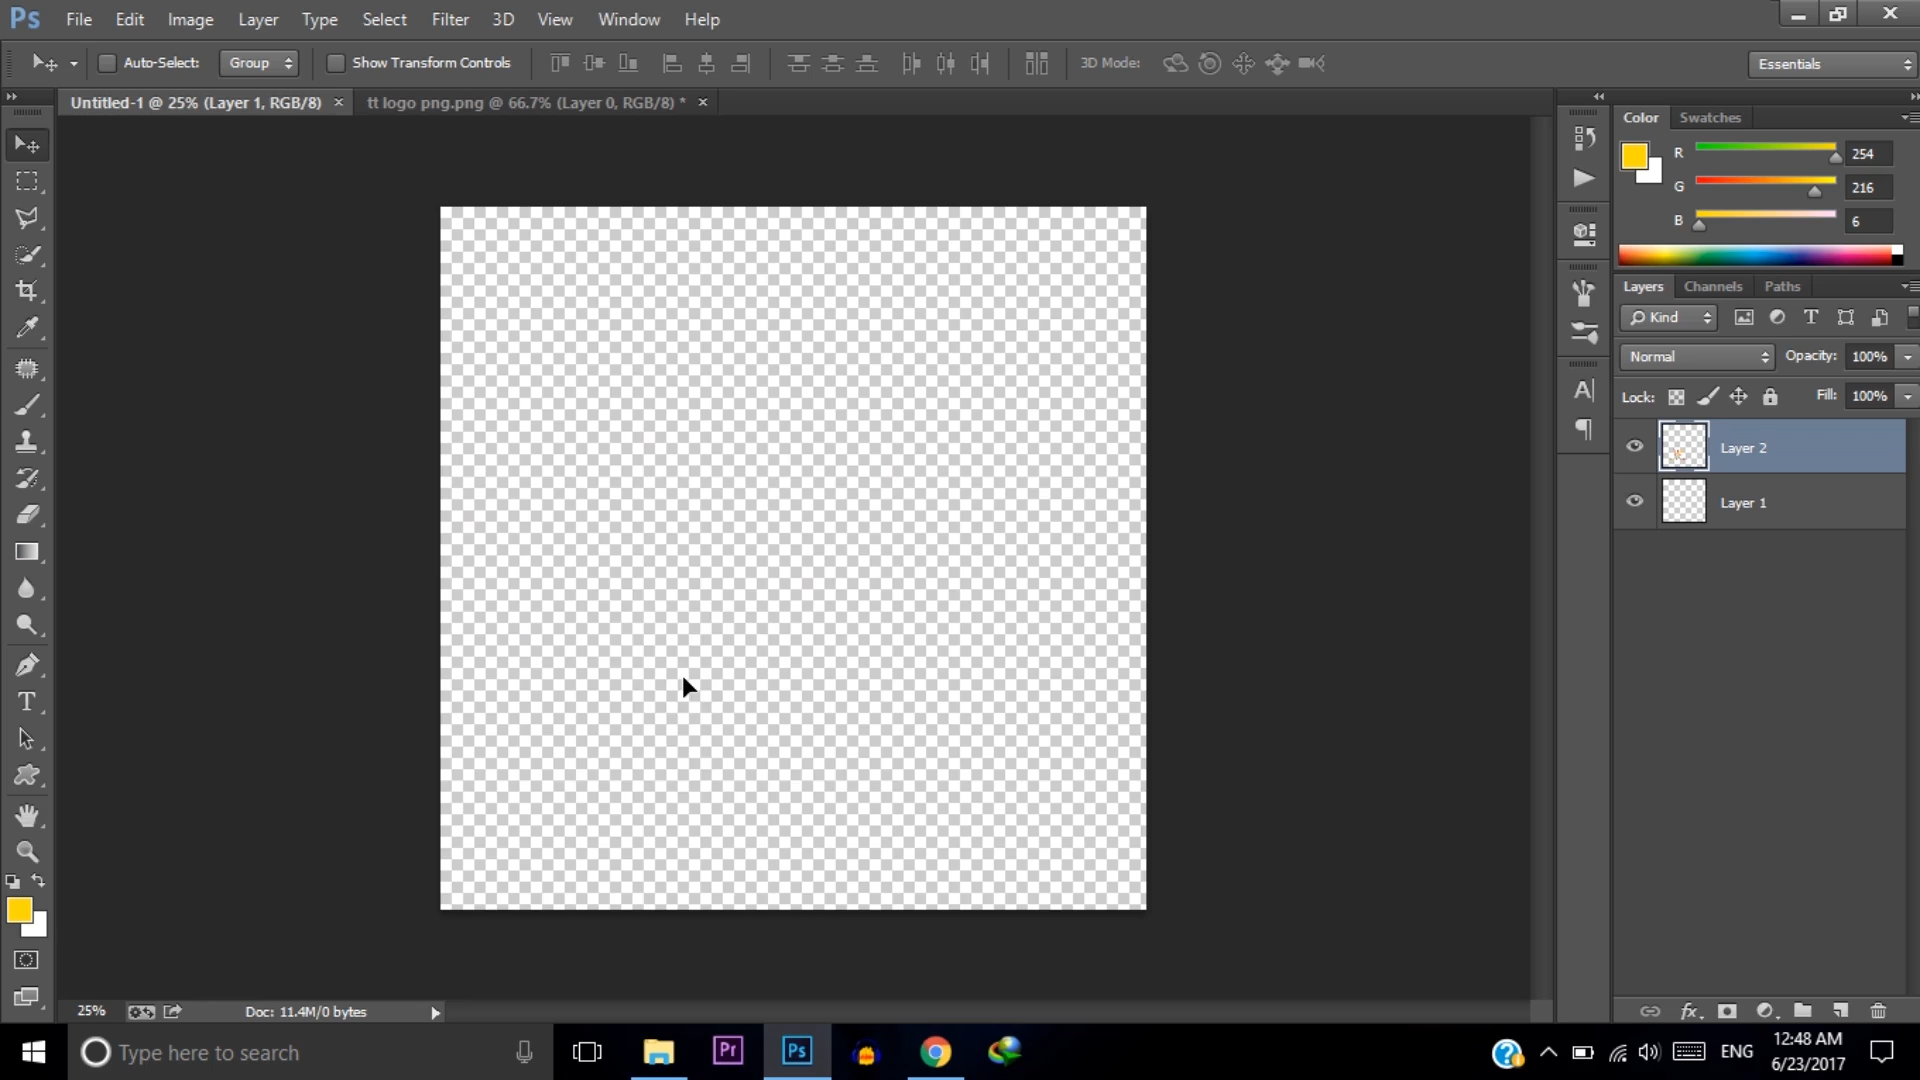 Ps File Edit Image Layer Type Select Filter 3D View Window Help
Auto-Select: Group Show Transform Controls 3D Mode: Essentials
Untitled-1 @ 25% (Layer 1, RGB/8) × tt logo png.png @ 66.7% (Layer 0, RGB/8) * ×
Color Swatches
R 254
G 216
B 6
Layers Channels Paths
Kind
Normal Opacity: 100%
Lock: Fill: 100%
Layer 2
Layer 1
25% Doc: 11.4M/0 bytes
Type here to search Pr Ps ENG 12:48 AM
6/23/2017